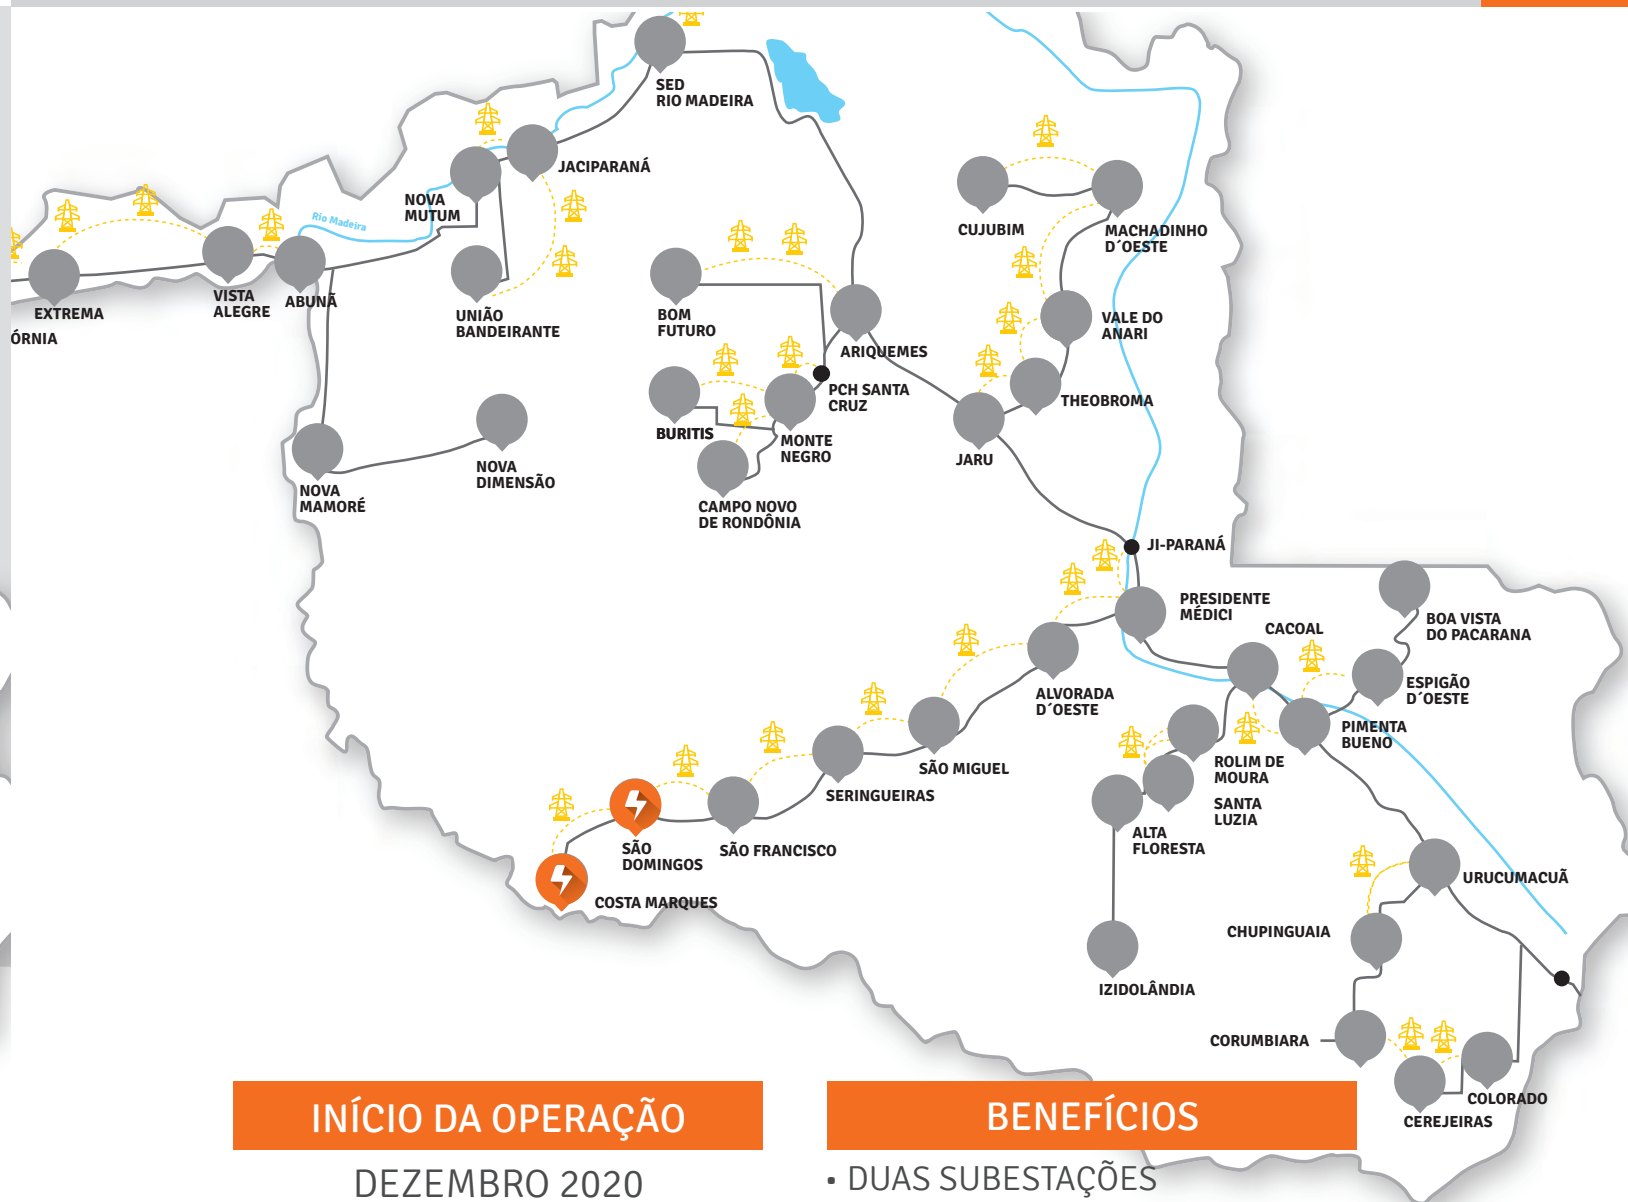 SED
RIO MADEIRA
JACIPARANÁ
NOVA
MUTUM
Rio Madeira
CUJUBIM
MACHADINHO
D´OESTE
EXTREMA
ÓRNIA
VISTA
ALEGRE
ABUNÃ
UNIÃO
BANDEIRANTE
BOM
FUTURO
ARIQUEMES
VALE DO
ANARI
PCH SANTA
CRUZ
THEOBROMA
BURITIS
MONTE
NEGRO
JARU
NOVA
DIMENSÃO
NOVA
MAMORÉ
CAMPO NOVO
DE RONDÔNIA
JI-PARANÁ
PRESIDENTE
MÉDICI
CACOAL
BOA VISTA
DO PACARANA
ESPIGÃO
D´OESTE
ALVORADA
D´OESTE
PIMENTA
BUENO
SÃO MIGUEL
ROLIM DE
MOURA
SERINGUEIRAS
SANTA
LUZIA
ALTA
FLORESTA
SÃO
DOMINGOS
SÃO FRANCISCO
URUCUMACUÃ
COSTA MARQUES
CHUPINGUAIA
IZIDOLÂNDIA
CORUMBIARA
COLORADO
CEREJEIRAS
INÍCIO DA OPERAÇÃO
DEZEMBRO 2020
BENEFÍCIOS
• DUAS SUBESTAÇÕES